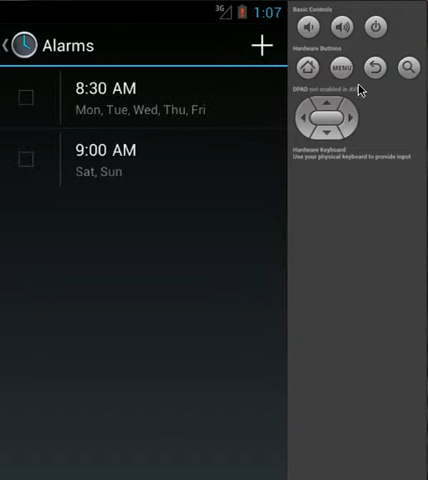 3G
1:07
Alarms
8:30 AM
Mon, Tue, Wed, Thu, Fri
9:00 AM
Sat, Sun
Basic Controls
Hardware Buttons
MENU
DPAD not enabled in AVD
Hardware Keyboard
Use your physical keyboard to provide input